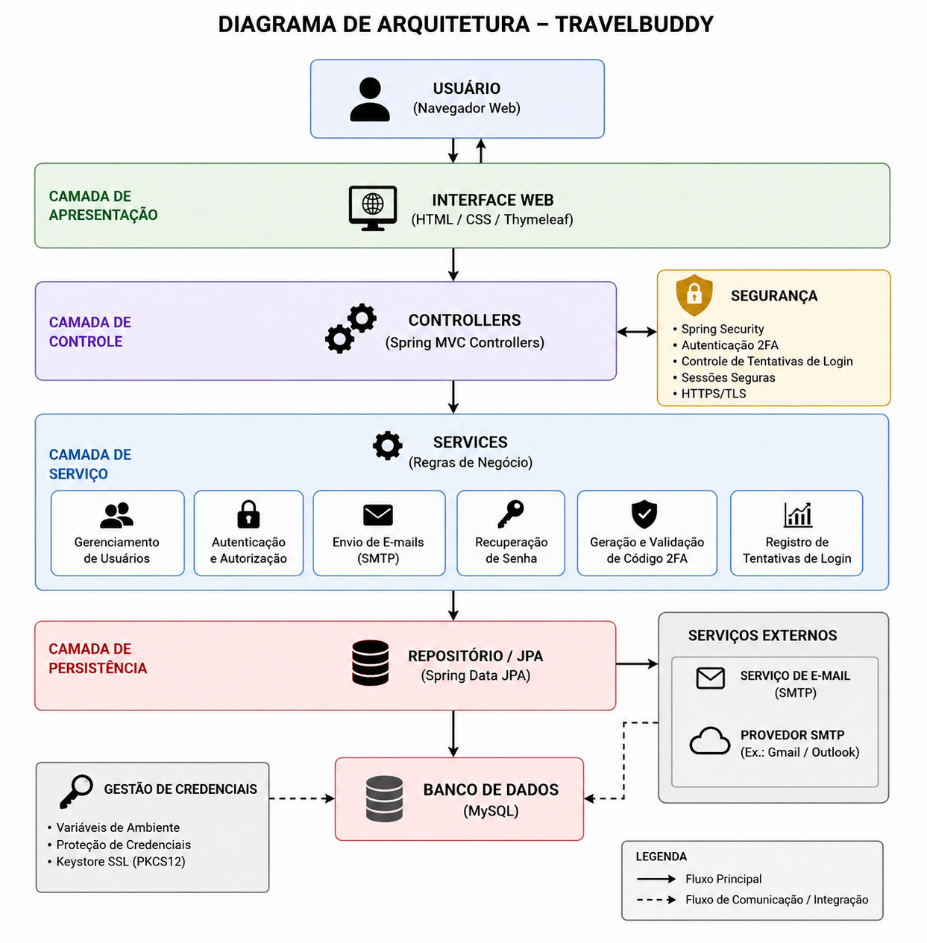 DIAGRAMA DE ARQUITETURA – TRAVELBUDDY
USUÁRIO
(Navegador Web)
CAMADA DE
APRESENTAÇÃO
INTERFACE WEB
(HTML / CSS / Thymeleaf)
CAMADA DE
CONTROLE
CONTROLLERS
(Spring MVC Controllers)
SEGURANÇA
• Spring Security
• Autenticação 2FA
• Controle de Tentativas de Login
• Sessões Seguras
• HTTPS/TLS
CAMADA DE
SERVIÇO
SERVICES
(Regras de Negócio)
Gerenciamento
de Usuários
Autenticação
e Autorização
Envio de E-mails
(SMTP)
Recuperação
de Senha
Geração e Validação
de Código 2FA
Registro de
Tentativas de Login
CAMADA DE
PERSISTÊNCIA
REPOSITÓRIO / JPA
(Spring Data JPA)
SERVIÇOS EXTERNOS
SERVIÇO DE E-MAIL
(SMTP)
PROVEDOR SMTP
(Ex.: Gmail / Outlook)
GESTÃO DE CREDENCIAIS
• Variáveis de Ambiente
• Proteção de Credenciais
• Keystore SSL (PKCS12)
BANCO DE DADOS
(MySQL)
LEGENDA
Fluxo Principal
Fluxo de Comunicação / Integração